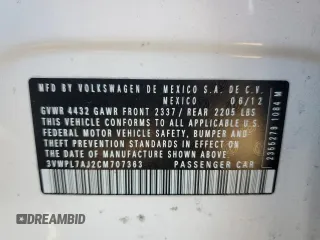 MFD BY VOLKSWAGEN DE MEXICO S.A. DE C.V.
MEXICO 06/12
GVWR 4432 GAWR FRONT 2337 / REAR 2205 LBS
THIS VEHICLE CONFORMS TO ALL APPLICABLE U.S.
FEDERAL MOTOR VEHICLE SAFETY, BUMPER AND
THEFT PREVENTION STANDARDS IN EFFECT ON THE
DATE OF MANUFACTURE SHOWN ABOVE.
3VWPL7AJ2CM707363 PASSENGER CAR
2365278 1084 M